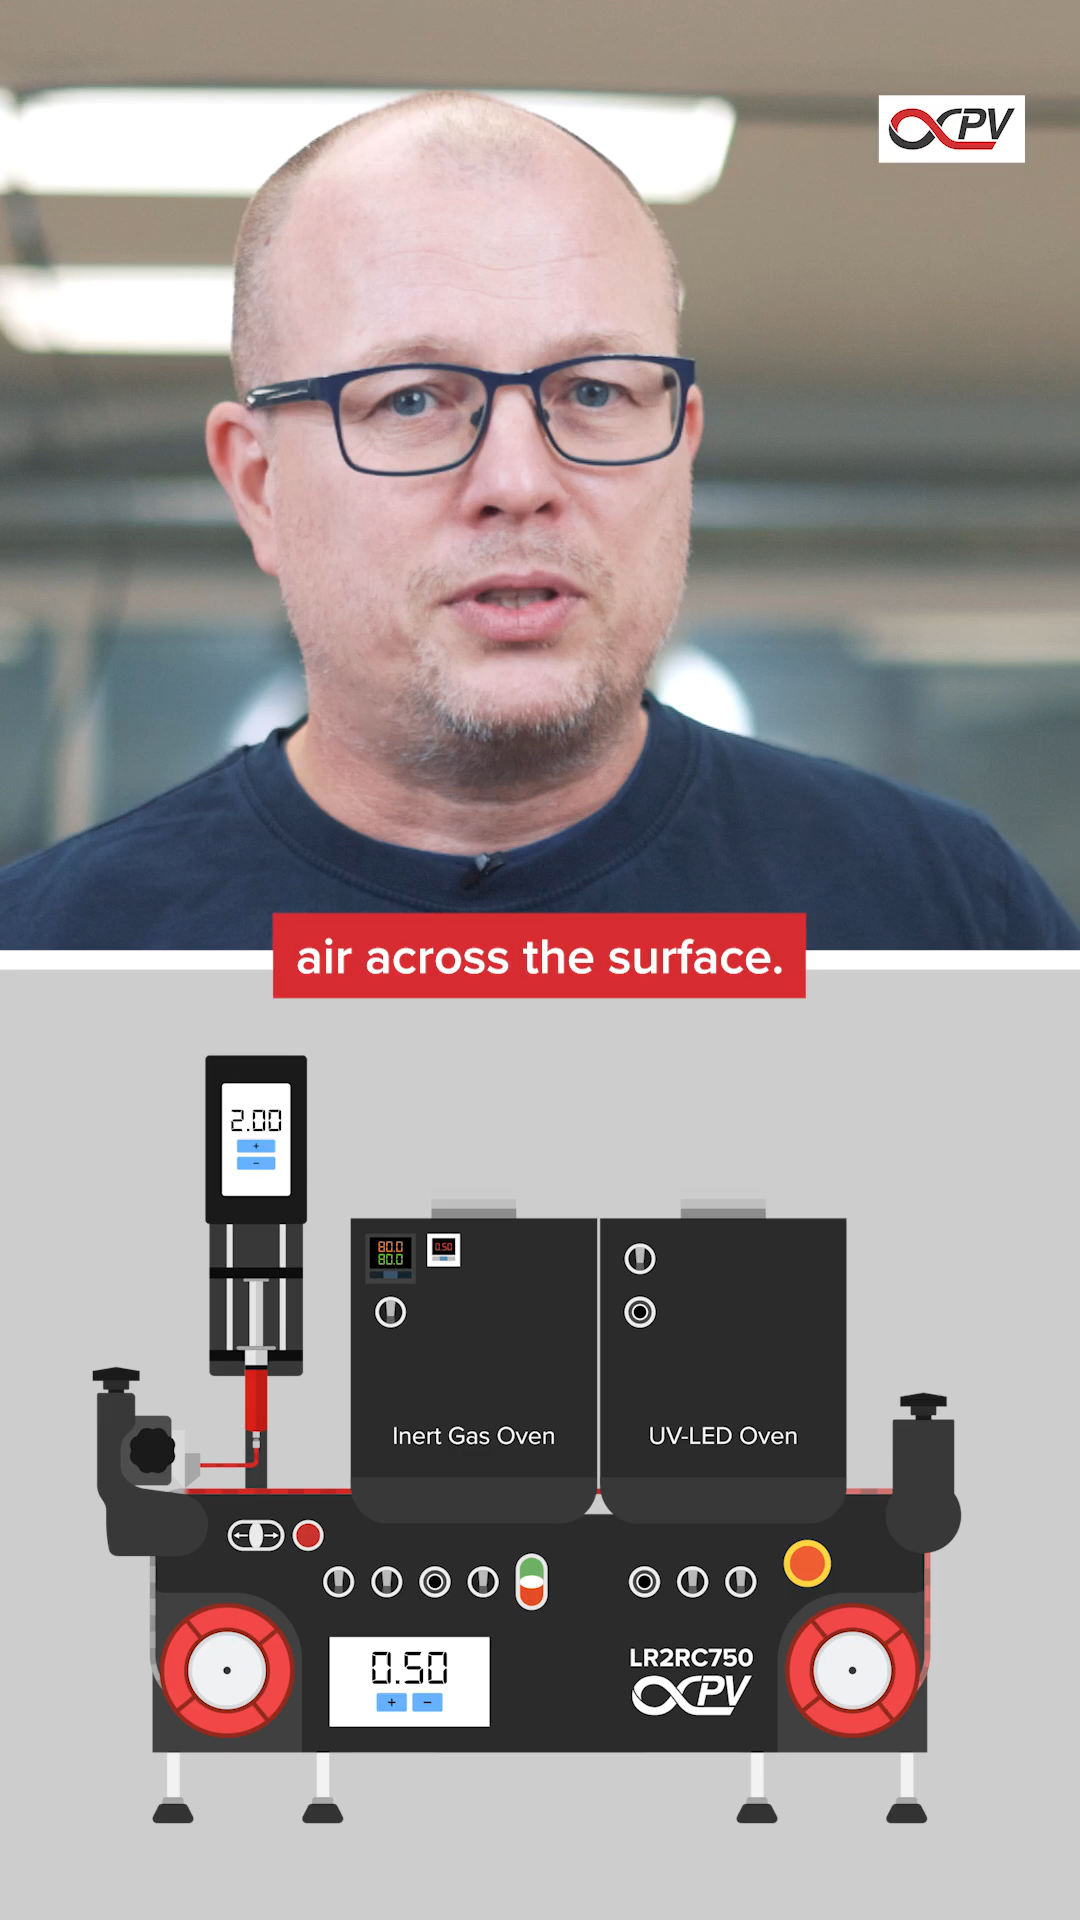 ∞PV
air across the surface.
2.00
+
−
80.0
80.0
0.50
Inert Gas Oven
UV-LED Oven
0.50
+ −
LR2RC750
∞PV